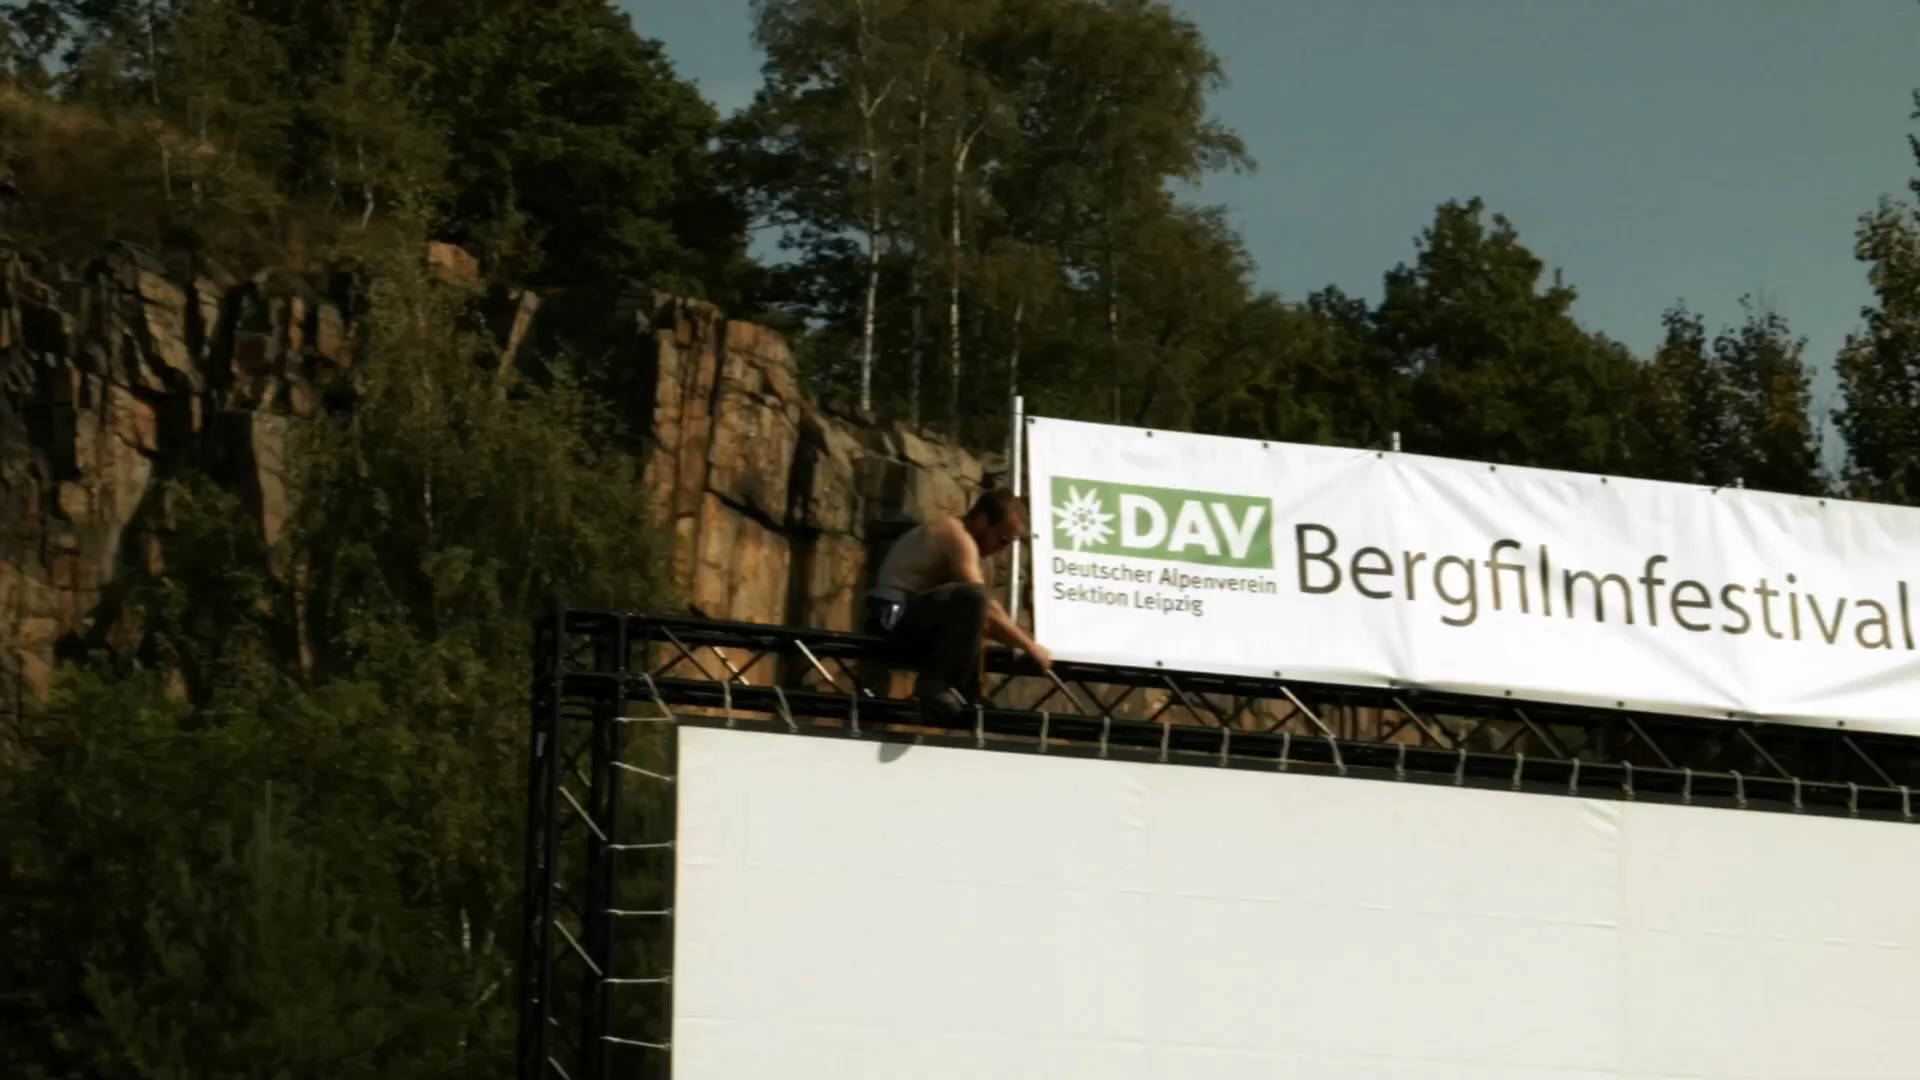 DAV
Deutscher Alpenverein
Sektion Leipzig
Bergfilmfestival